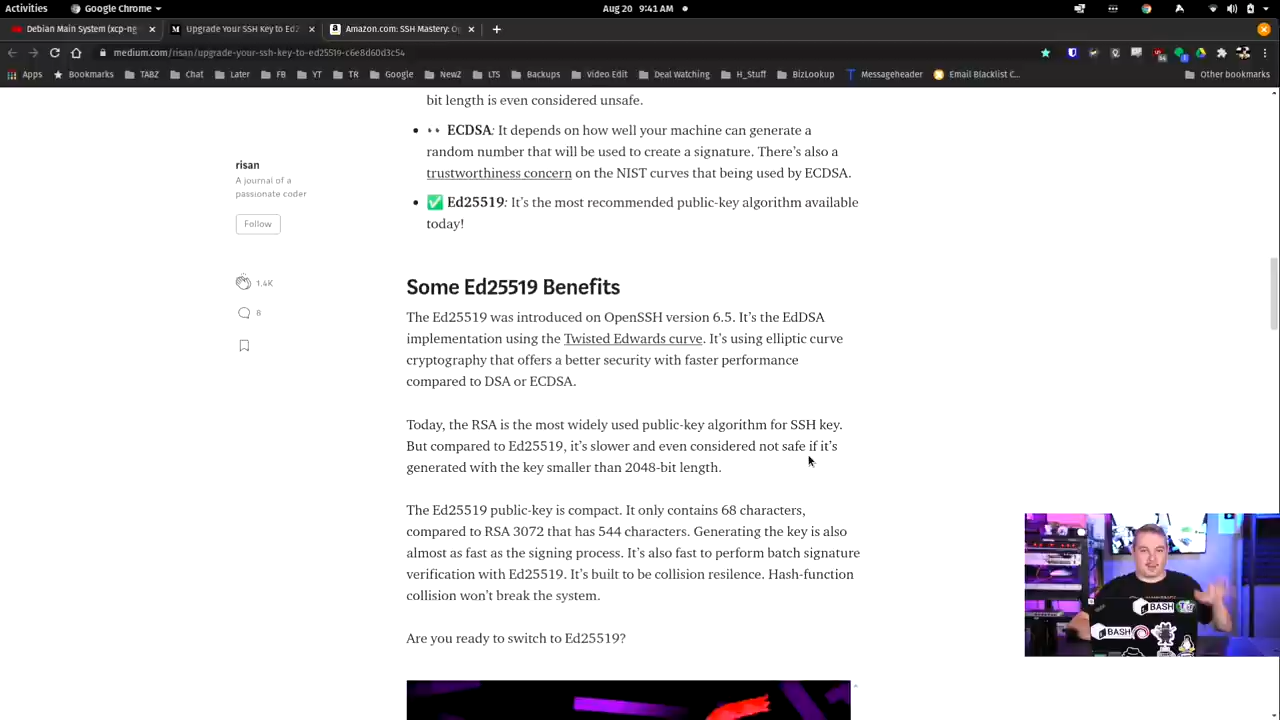 Activities
Google Chrome
Aug 20 9:41 AM
Debian Main System (xcp-ng
Upgrade Your SSH Key to Ed2
Amazon.com: SSH Mastery: Op
medium.com/risan/upgrade-your-ssh-key-to-ed25519-c6e8d60d3c54
Apps
Bookmarks
TABZ
Chat
Later
FB
YT
TR
Google
NewZ
LTS
Backups
Video Edit
Deal Watching
H_Stuff
BizLookup
Messageheader
Email Blacklist C...
Other bookmarks
bit length is even considered unsafe.
ECDSA: It depends on how well your machine can generate a
random number that will be used to create a signature. There's also a
trustworthiness concern on the NIST curves that being used by ECDSA.
Ed25519: It's the most recommended public-key algorithm available
today!
risan
A journal of a
passionate coder
Follow
1.4K
8
Some Ed25519 Benefits
The Ed25519 was introduced on OpenSSH version 6.5. It's the EdDSA
implementation using the Twisted Edwards curve. It's using elliptic curve
cryptography that offers a better security with faster performance
compared to DSA or ECDSA.
Today, the RSA is the most widely used public-key algorithm for SSH key.
But compared to Ed25519, it's slower and even considered not safe if it's
generated with the key smaller than 2048-bit length.
The Ed25519 public-key is compact. It only contains 68 characters,
compared to RSA 3072 that has 544 characters. Generating the key is also
almost as fast as the signing process. It's also fast to perform batch signature
verification with Ed25519. It's built to be collision resilence. Hash-function
collision won't break the system.
Are you ready to switch to Ed25519?
BASH
BASH